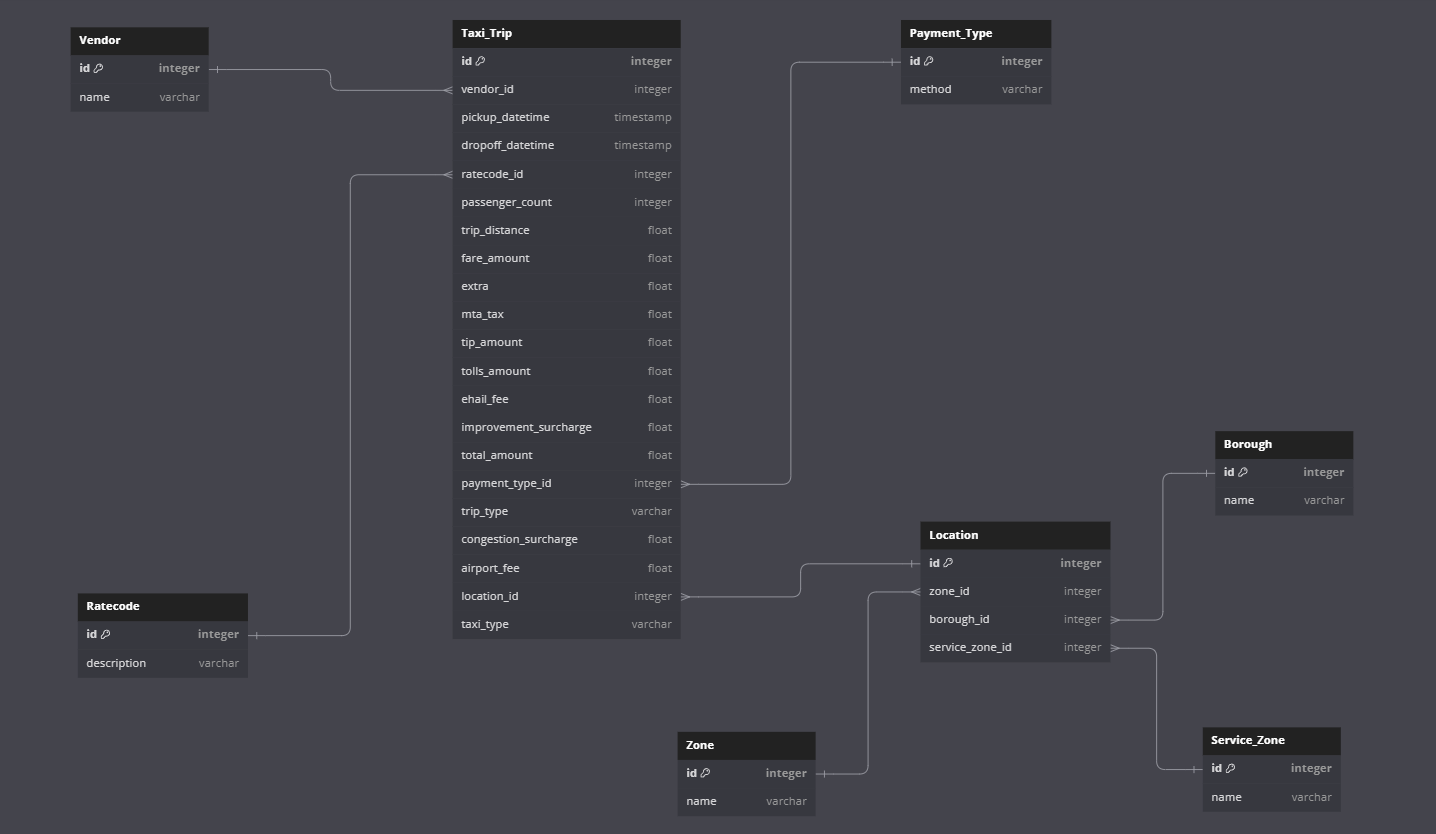 Vendor
id integer
name varchar
Taxi_Trip
id integer
vendor_id integer
pickup_datetime timestamp
dropoff_datetime timestamp
ratecode_id integer
passenger_count integer
trip_distance float
fare_amount float
extra float
mta_tax float
tip_amount float
tolls_amount float
ehail_fee float
improvement_surcharge float
total_amount float
payment_type_id integer
trip_type varchar
congestion_surcharge float
airport_fee float
location_id integer
taxi_type varchar
Payment_Type
id integer
method varchar
Borough
id integer
name varchar
Location
id integer
zone_id integer
borough_id integer
service_zone_id integer
Ratecode
id integer
description varchar
Zone
id integer
name varchar
Service_Zone
id integer
name varchar